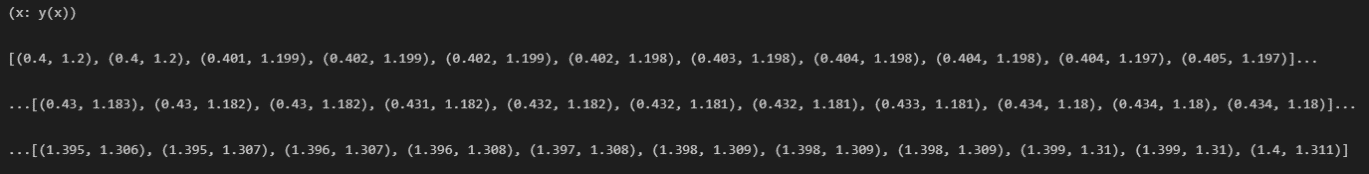 (x: y(x))
[(0.4, 1.2), (0.4, 1.2), (0.401, 1.199), (0.402, 1.199), (0.402, 1.199), (0.402, 1.198), (0.403, 1.198), (0.404, 1.198), (0.404, 1.198), (0.404, 1.197), (0.405, 1.197)]...
...[(0.43, 1.183), (0.43, 1.182), (0.43, 1.182), (0.431, 1.182), (0.432, 1.182), (0.432, 1.181), (0.432, 1.181), (0.433, 1.181), (0.434, 1.18), (0.434, 1.18), (0.434, 1.18)]...
...[(1.395, 1.306), (1.395, 1.307), (1.396, 1.307), (1.396, 1.308), (1.397, 1.308), (1.398, 1.309), (1.398, 1.309), (1.398, 1.309), (1.399, 1.31), (1.399, 1.31), (1.4, 1.311)]